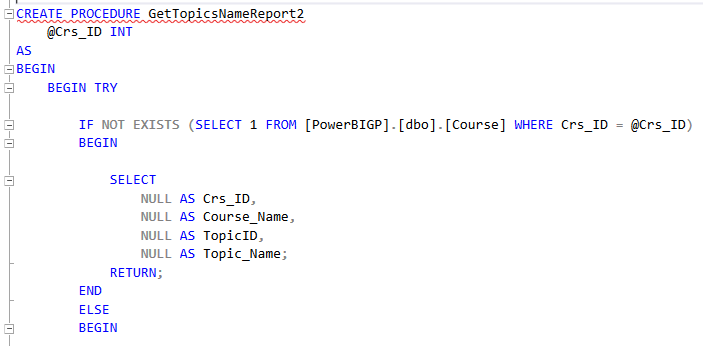 CREATE PROCEDURE GetTopicsNameReport2
    @Crs_ID INT
AS
BEGIN
    BEGIN TRY
        IF NOT EXISTS (SELECT 1 FROM [PowerBIGP].[dbo].[Course] WHERE Crs_ID = @Crs_ID)
        BEGIN
            SELECT
                NULL AS Crs_ID,
                NULL AS Course_Name,
                NULL AS TopicID,
                NULL AS Topic_Name;
            RETURN;
        END
        ELSE
        BEGIN